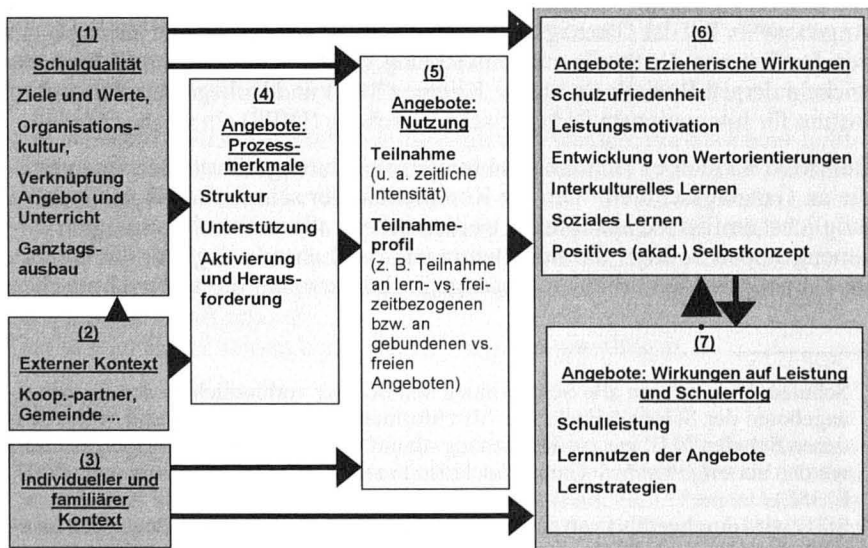 (1)
Schulqualität
Ziele und Werte,
Organisations-
kultur,
Verknüpfung
Angebot und
Unterricht
Ganztags-
ausbau
(2)
Externer Kontext
Koop.-partner,
Gemeinde...
(3)
Individueller und
familiärer
Kontext
(4)
Angebote:
Prozess-
merkmale
Struktur
Unterstützung
Aktivierung
und Heraus
forderung
(5)
Angebote:
Nutzung
Teilnahme
(u. a. zeitliche
Intensität)
Teilnahme-
profil
(z. B. Teilnahme
an lern- vs. frei-
zeitbezogenen
bzw. an
gebundenen vs.
freien
Angeboten)
(6)
Angebote: Erzieherische Wirkungen
Schulzufriedenheit
Leistungsmotivation
Entwicklung von Wertorientierungen
Interkulturelles Lernen
Soziales Lernen
Positives (akad.) Selbstkonzept
(7)
Angebote: Wirkungen auf Leistung
und Schulerfolg
Schulleistung
Lernnutzen der Angebote
Lernstrategien